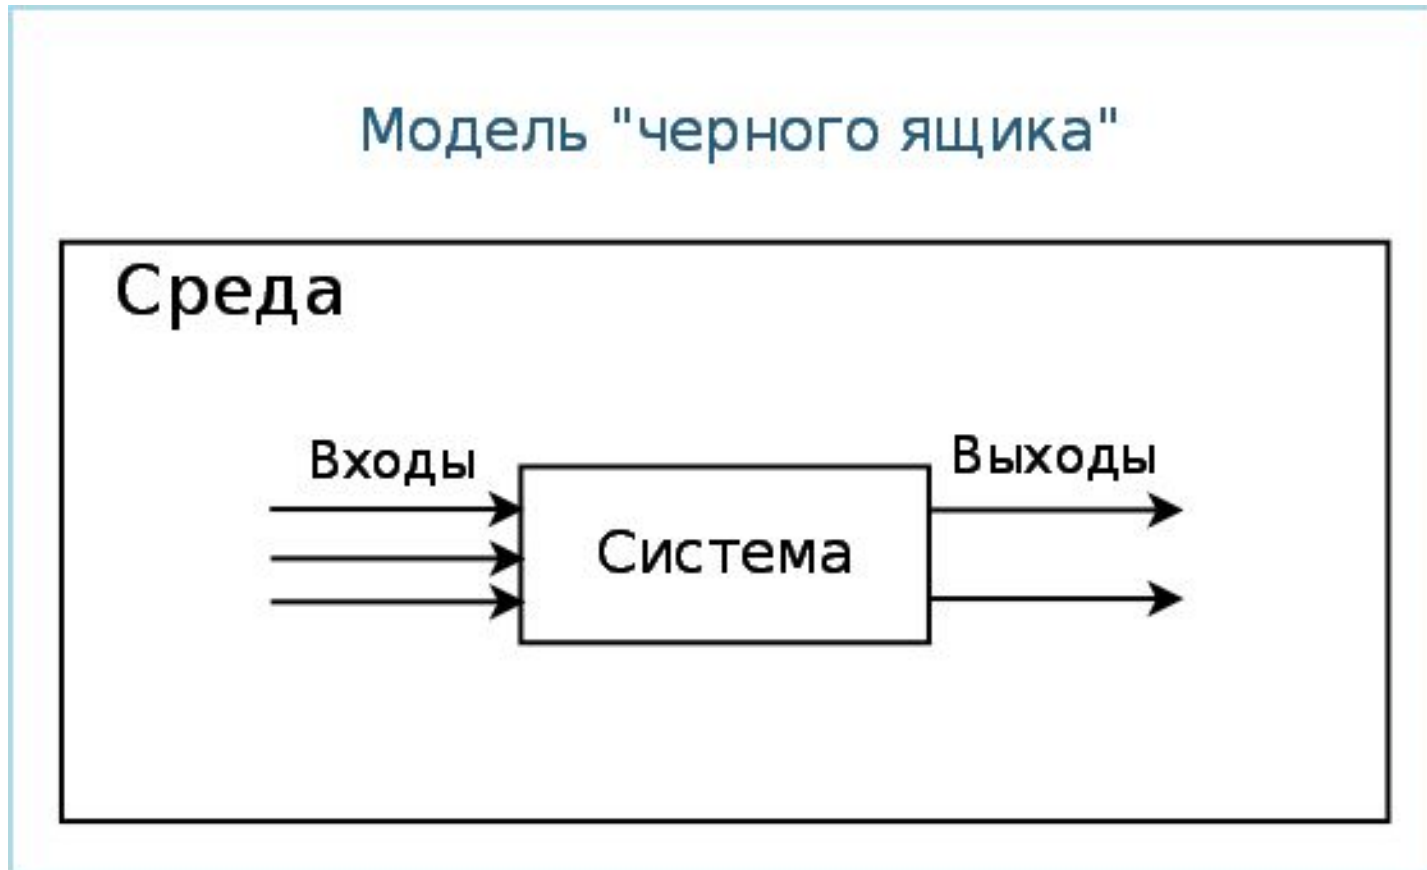 Модель "черного ящика"
Среда
Входы
Выходы
Система